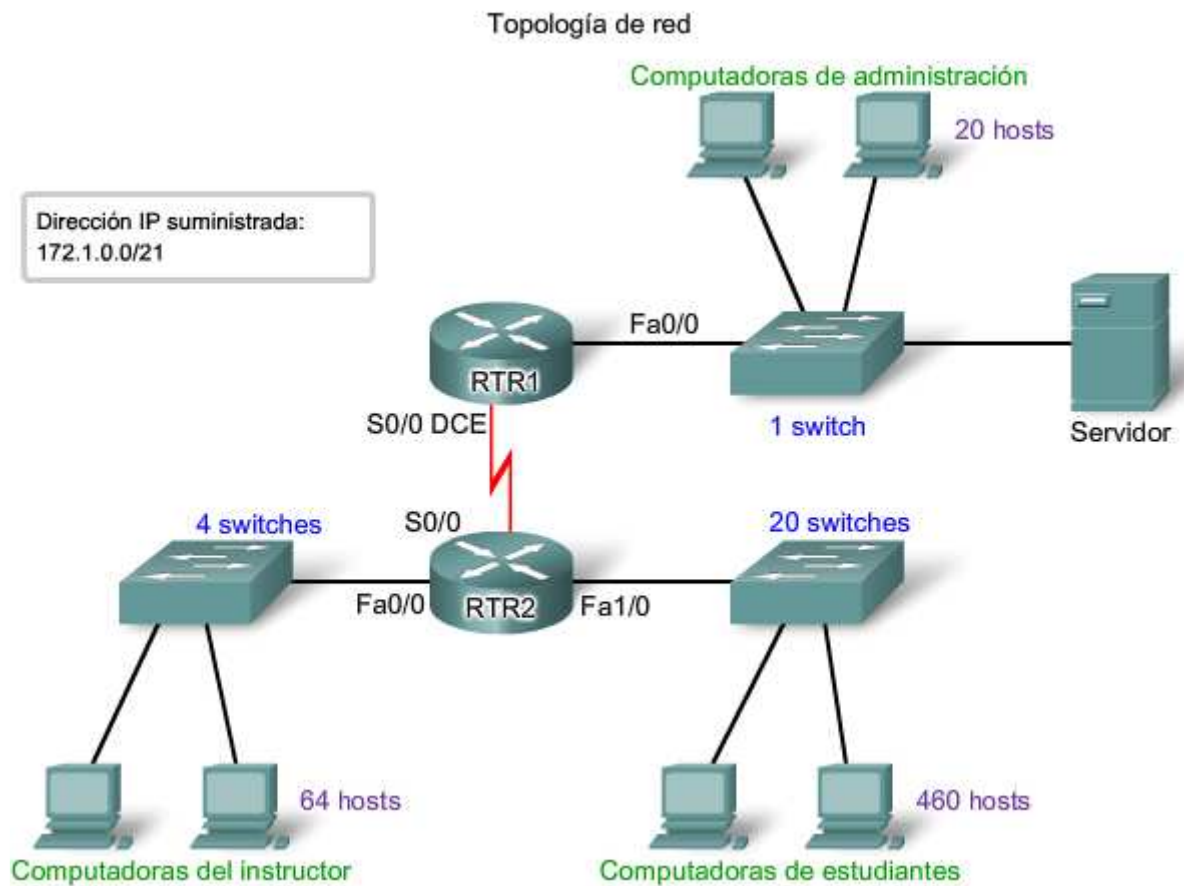 Topología de red
Computadoras de administración
20 hosts
Dirección IP suministrada:
172.1.0.0/21
Fa0/0
RTR1
S0/0 DCE
1 switch
Servidor
4 switches
S0/0
20 switches
Fa0/0
RTR2
Fa1/0
64 hosts
460 hosts
Computadoras del instructor
Computadoras de estudiantes